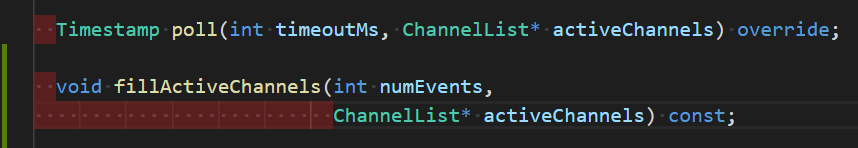 Timestamp poll(int timeoutMs, ChannelList* activeChannels) override;
void fillActiveChannels(int numEvents,
ChannelList* activeChannels) const;